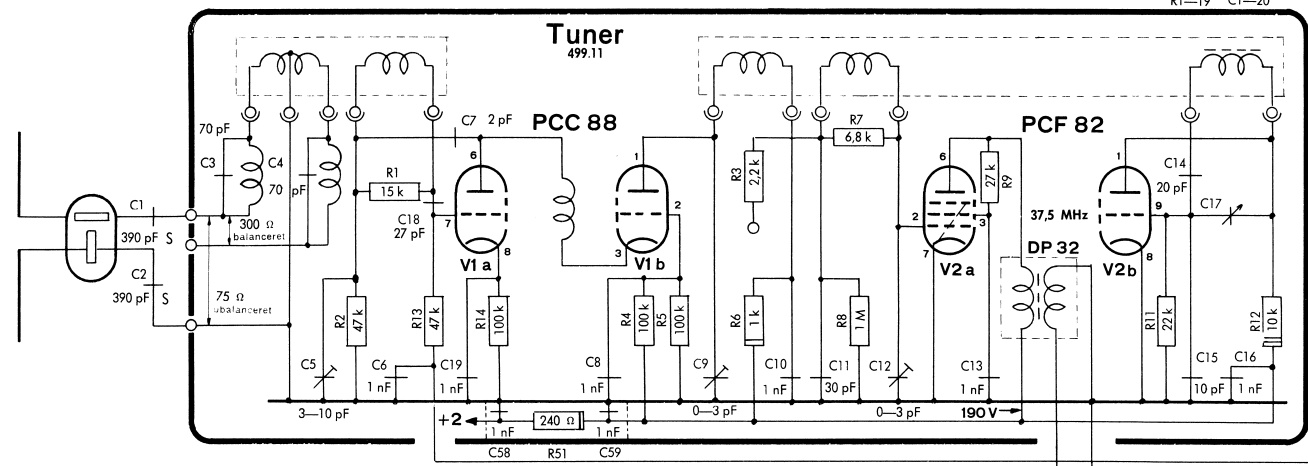 R1—19 C1—20
Tuner
499.11
70 pF
C3
C4
70 pF
C7 2 pF
PCC 88
R7
6,8 k
PCF 82
R1
15 k
C18
27 pF
6
7
8
V1a
1
2
3
V1b
R3
2,2 k
6
2
3
7
V2a
27 k
R9
37,5 MHz
DP 32
1
9
8
V2b
C14
20 pF
C17
C1
390 pF S
300 Ω
balanceret
C2
390 pF S
75 Ω
ubalanceret
R2
47 k
R13
47 k
R14
100 k
R4
100 k
R5
100 k
R6
1 k
R8
1 M
R11
22 k
R12
10 k
C5
3—10 pF
C6
1 nF
C19
1 nF
C8
1 nF
C9
0—3 pF
C10
1 nF
C11
30 pF
C12
0—3 pF
C13
1 nF
C15
10 pF
C16
1 nF
190 V
+2
1 nF
240 Ω
1 nF
C58
R51
C59